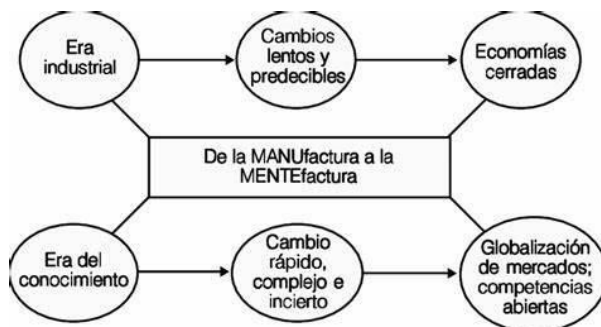 Era
industrial
Cambios
lentos y
predecibles
Economías
cerradas
De la MANUfactura a la
MENTEfactura
Era del
conocimiento
Cambio
rápido,
complejo e
incierto
Globalización
de mercados;
competencias
abiertas